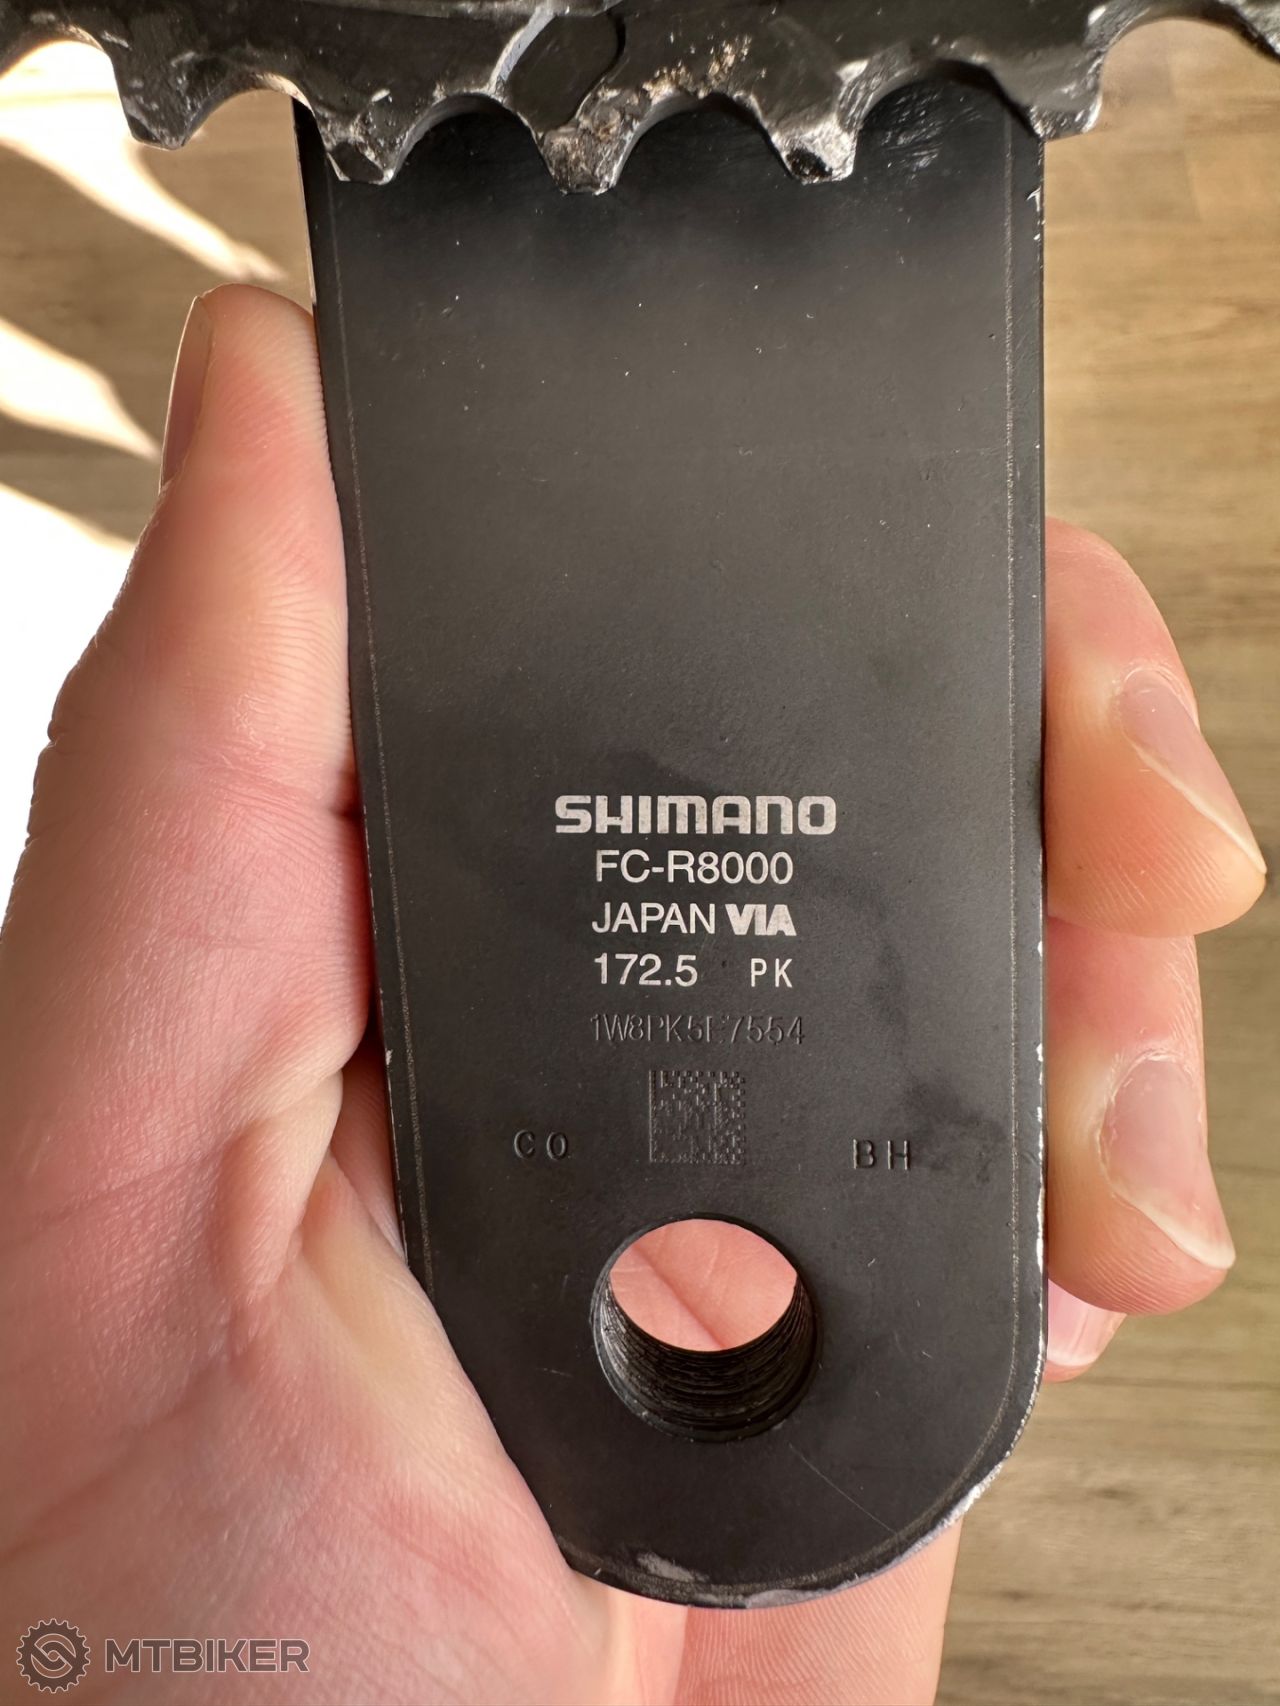 SHIMANO
FC-R8000
JAPAN VIA
172.5 PK
1W8PK5E7554
CO BH
MTBIKER